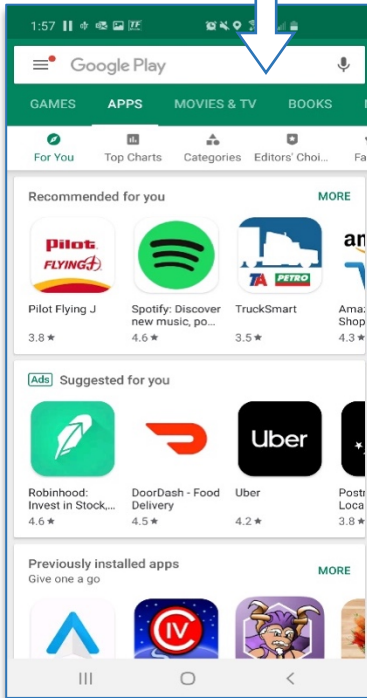 1:57
Google Play
GAMES APPS MOVIES & TV BOOKS
For You Top Charts Categories Editors' Choi... Fa
Recommended for you MORE
Pilot
FLYING J
TA PETRO
an
Pilot Flying J Spotify: Discover new music, po... TruckSmart Amaz Shop
3.8★ 4.6★ 3.5★ 4.3★
Ads Suggested for you
Uber
Robinhood: DoorDash - Food Uber Postr
Invest in Stock,... Delivery Loca
4.6★ 4.5★ 4.2★ 3.8★
Previously installed apps MORE
Give one a go
IV